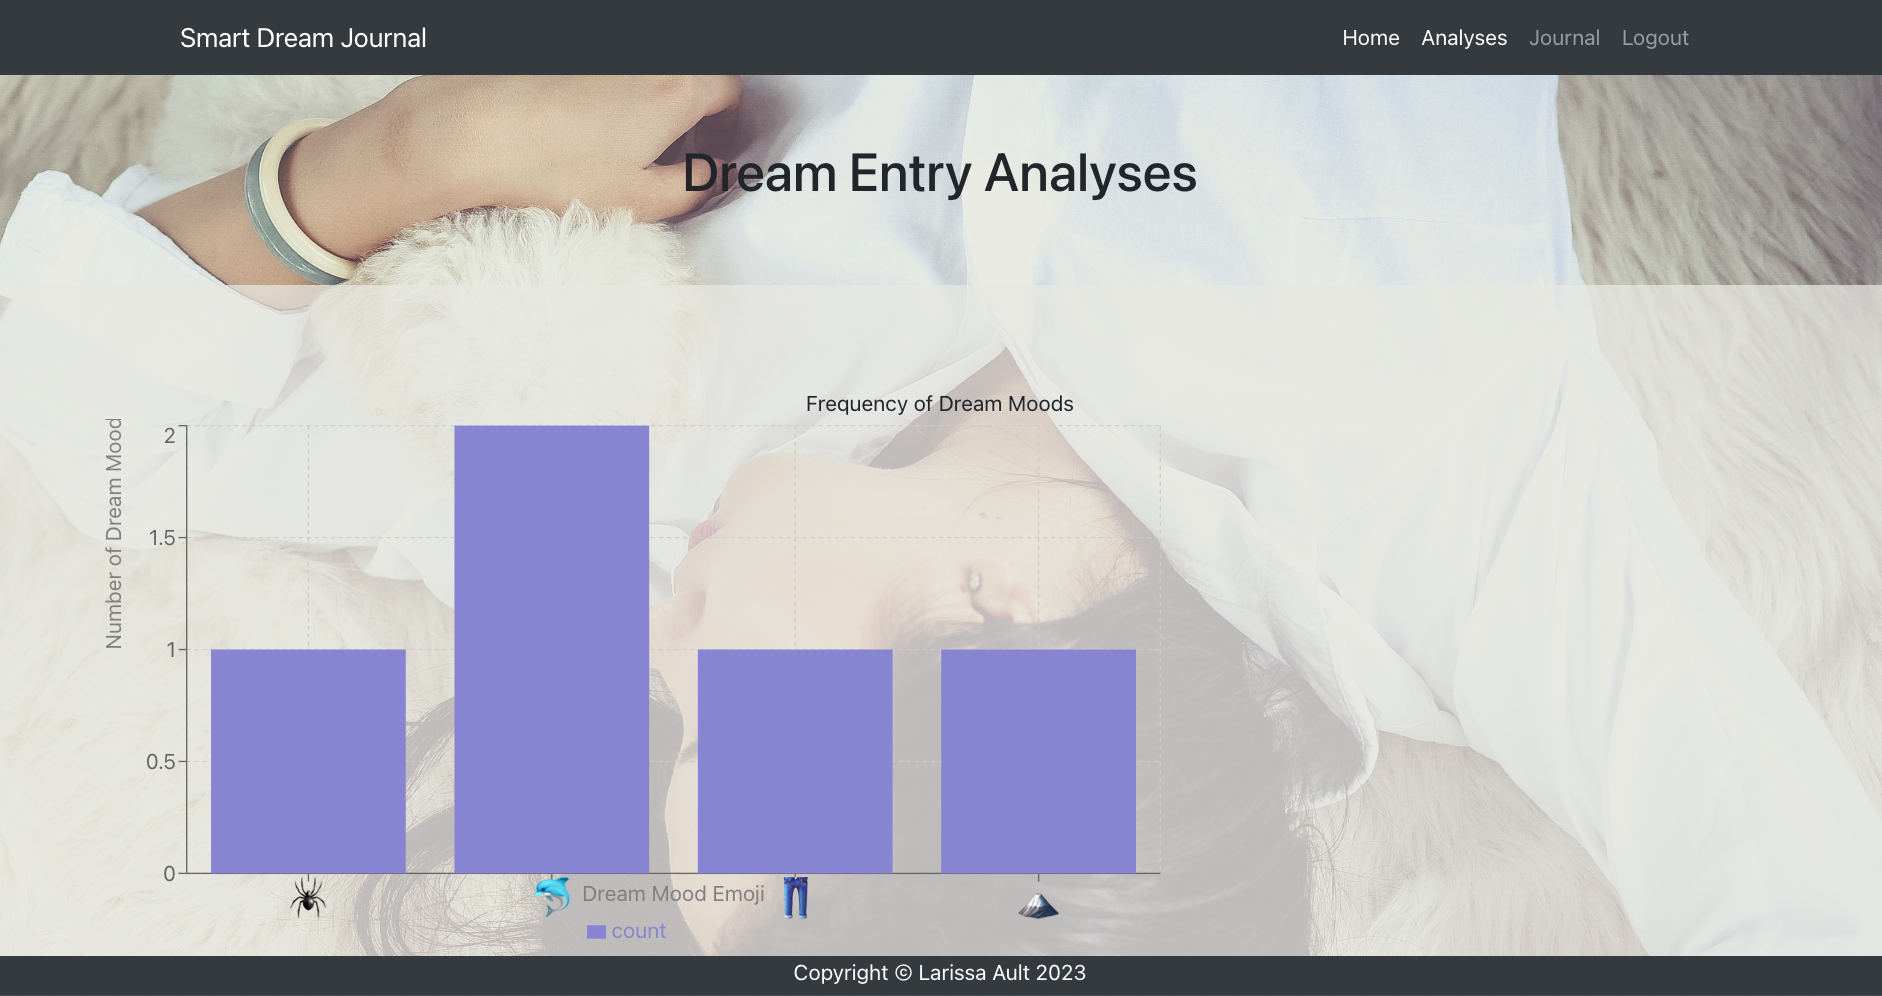 Smart Dream Journal
Home Analyses Journal Logout
Dream Entry Analyses
Frequency of Dream Moods
Number of Dream Mood
2
1.5
1
0.5
0
Dream Mood Emoji
count
Copyright © Larissa Ault 2023